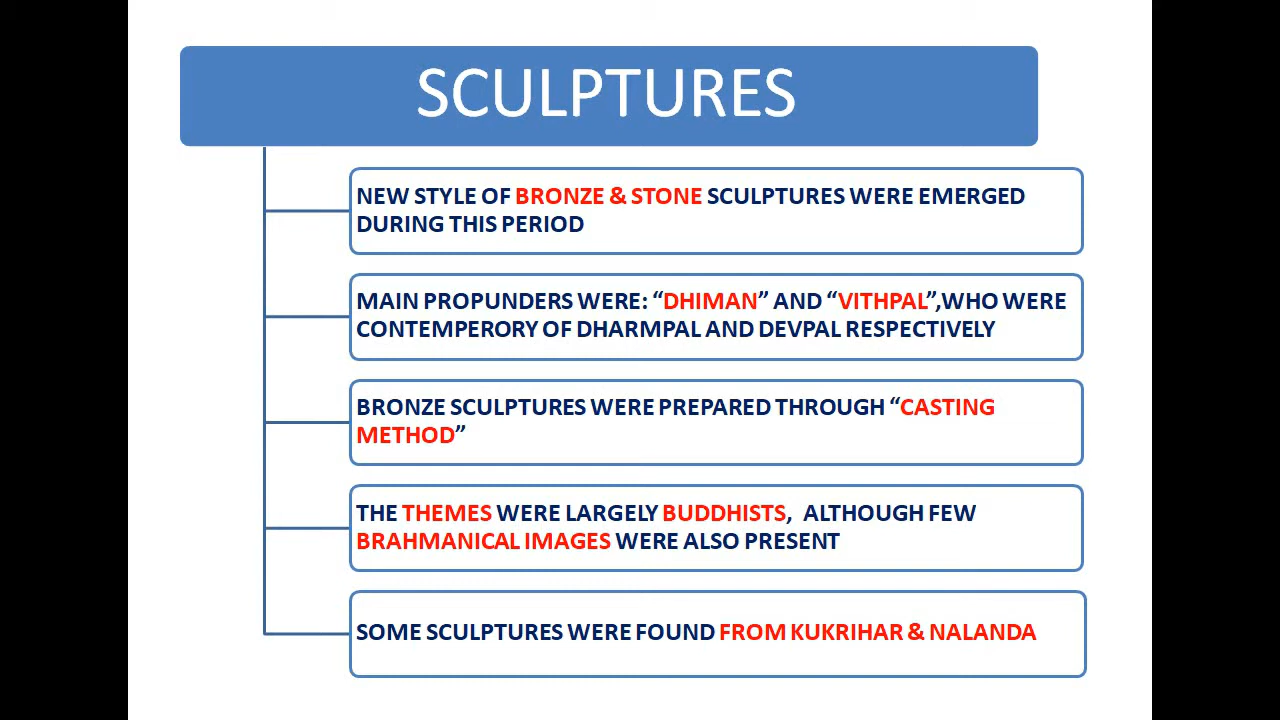 SCULPTURES
NEW STYLE OF BRONZE & STONE SCULPTURES WERE EMERGED
DURING THIS PERIOD
MAIN PROPUNDERS WERE: “DHIMAN” AND “VITHPAL”,WHO WERE
CONTEMPERORY OF DHARMPAL AND DEVPAL RESPECTIVELY
BRONZE SCULPTURES WERE PREPARED THROUGH “CASTING
METHOD”
THE THEMES WERE LARGELY BUDDHISTS, ALTHOUGH FEW
BRAHMANICAL IMAGES WERE ALSO PRESENT
SOME SCULPTURES WERE FOUND FROM KUKRIHAR & NALANDA